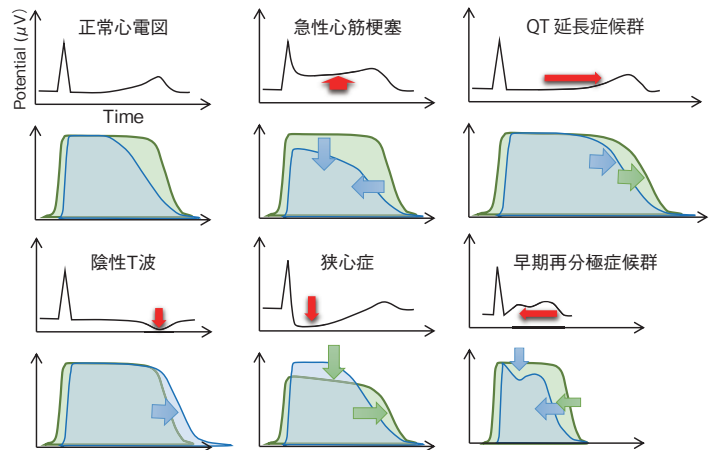 正常心電図
急性心筋梗塞
QT 延長症候群
Potential (μV)
Time
陰性T波
狭心症
早期再分極症候群